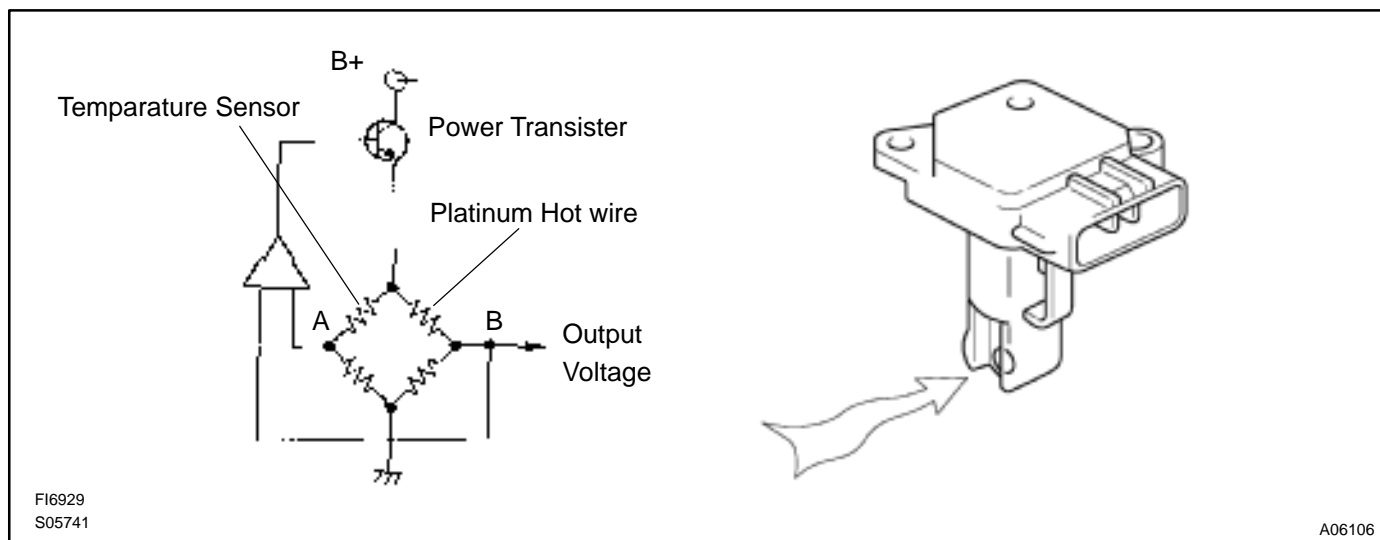 B+
Temparature Sensor
Power Transister
Platinum Hot wire
A
B
Output
Voltage
FI6929
S05741
A06106